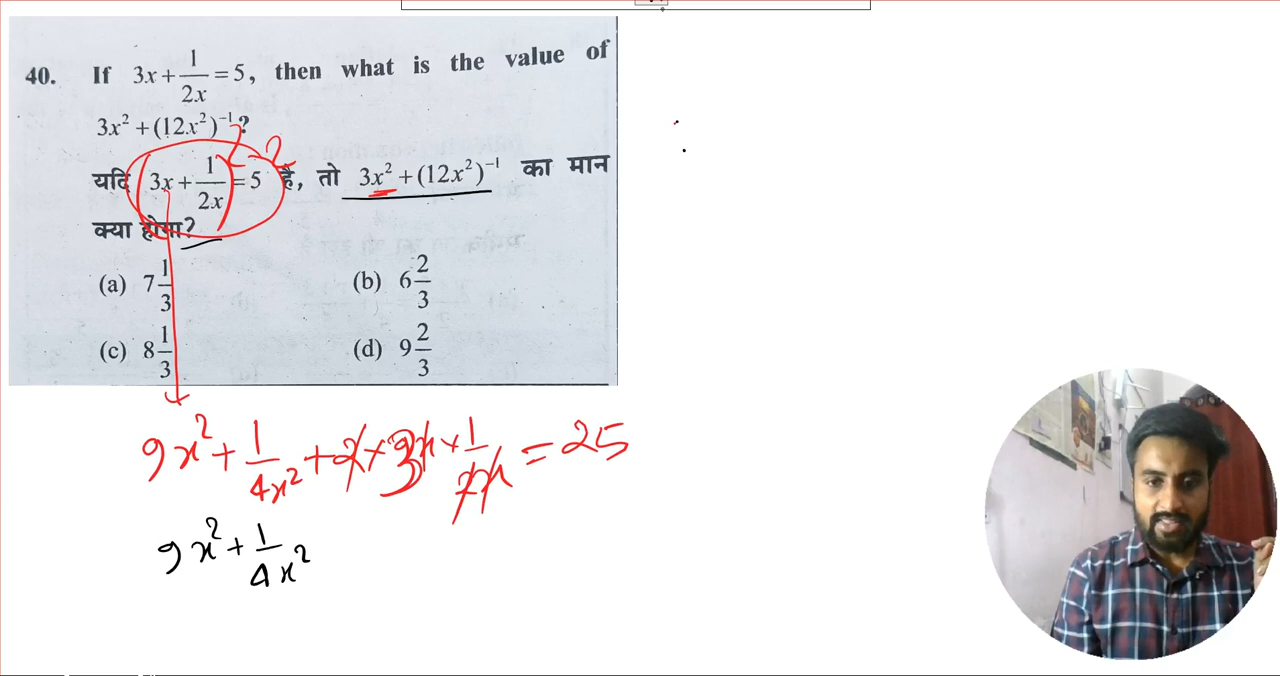 40. If 3x + 1/2x = 5, then what is the value of
3x² + (12x²)⁻¹?
यदि 3x + 1/2x = 5 है, तो 3x² + (12x²)⁻¹ का मान
क्या होगा?
(a) 7 1/3 (b) 6 2/3
(c) 8 1/3 (d) 9 2/3
9x² + 1/4x² + 2 × 3x × 1/2x = 25
9x² + 1/4x²